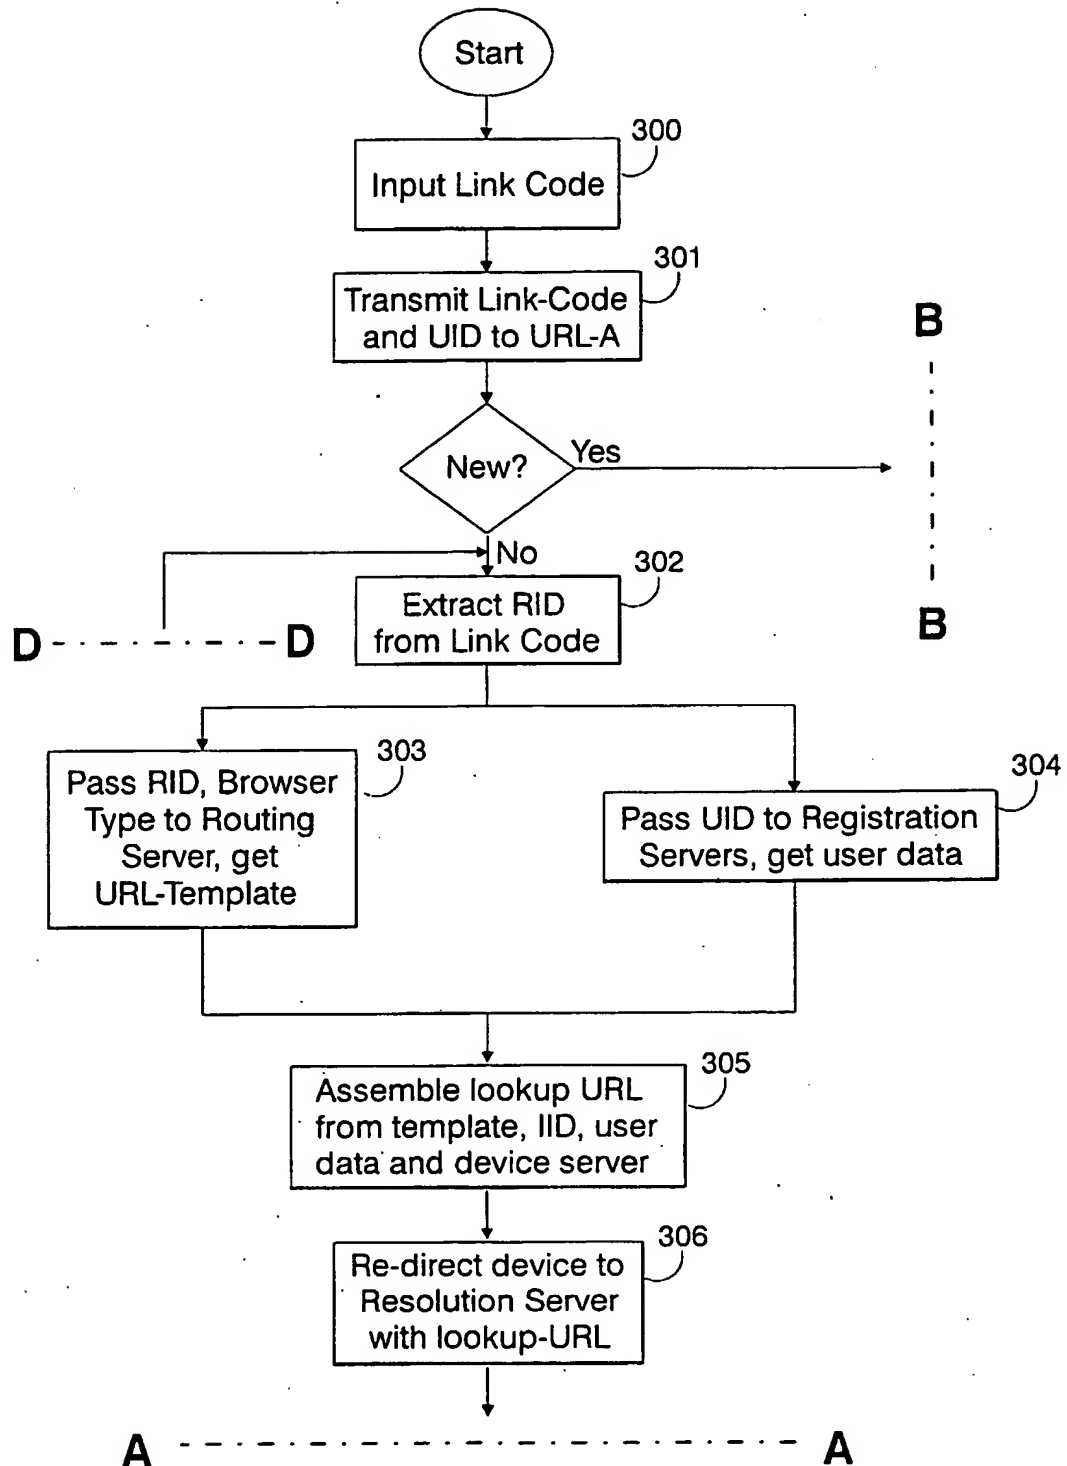 Start
300
Input Link Code
301
Transmit Link-Code
and UID to URL-A
B
New?
Yes
No
302
Extract RID
from Link Code
B
D
D
303
Pass RID, Browser
Type to Routing
Server, get
URL-Template
304
Pass UID to Registration
Servers, get user data
305
Assemble lookup URL
from template, IID, user
data and device server
306
Re-direct device to
Resolution Server
with lookup-URL
A
A